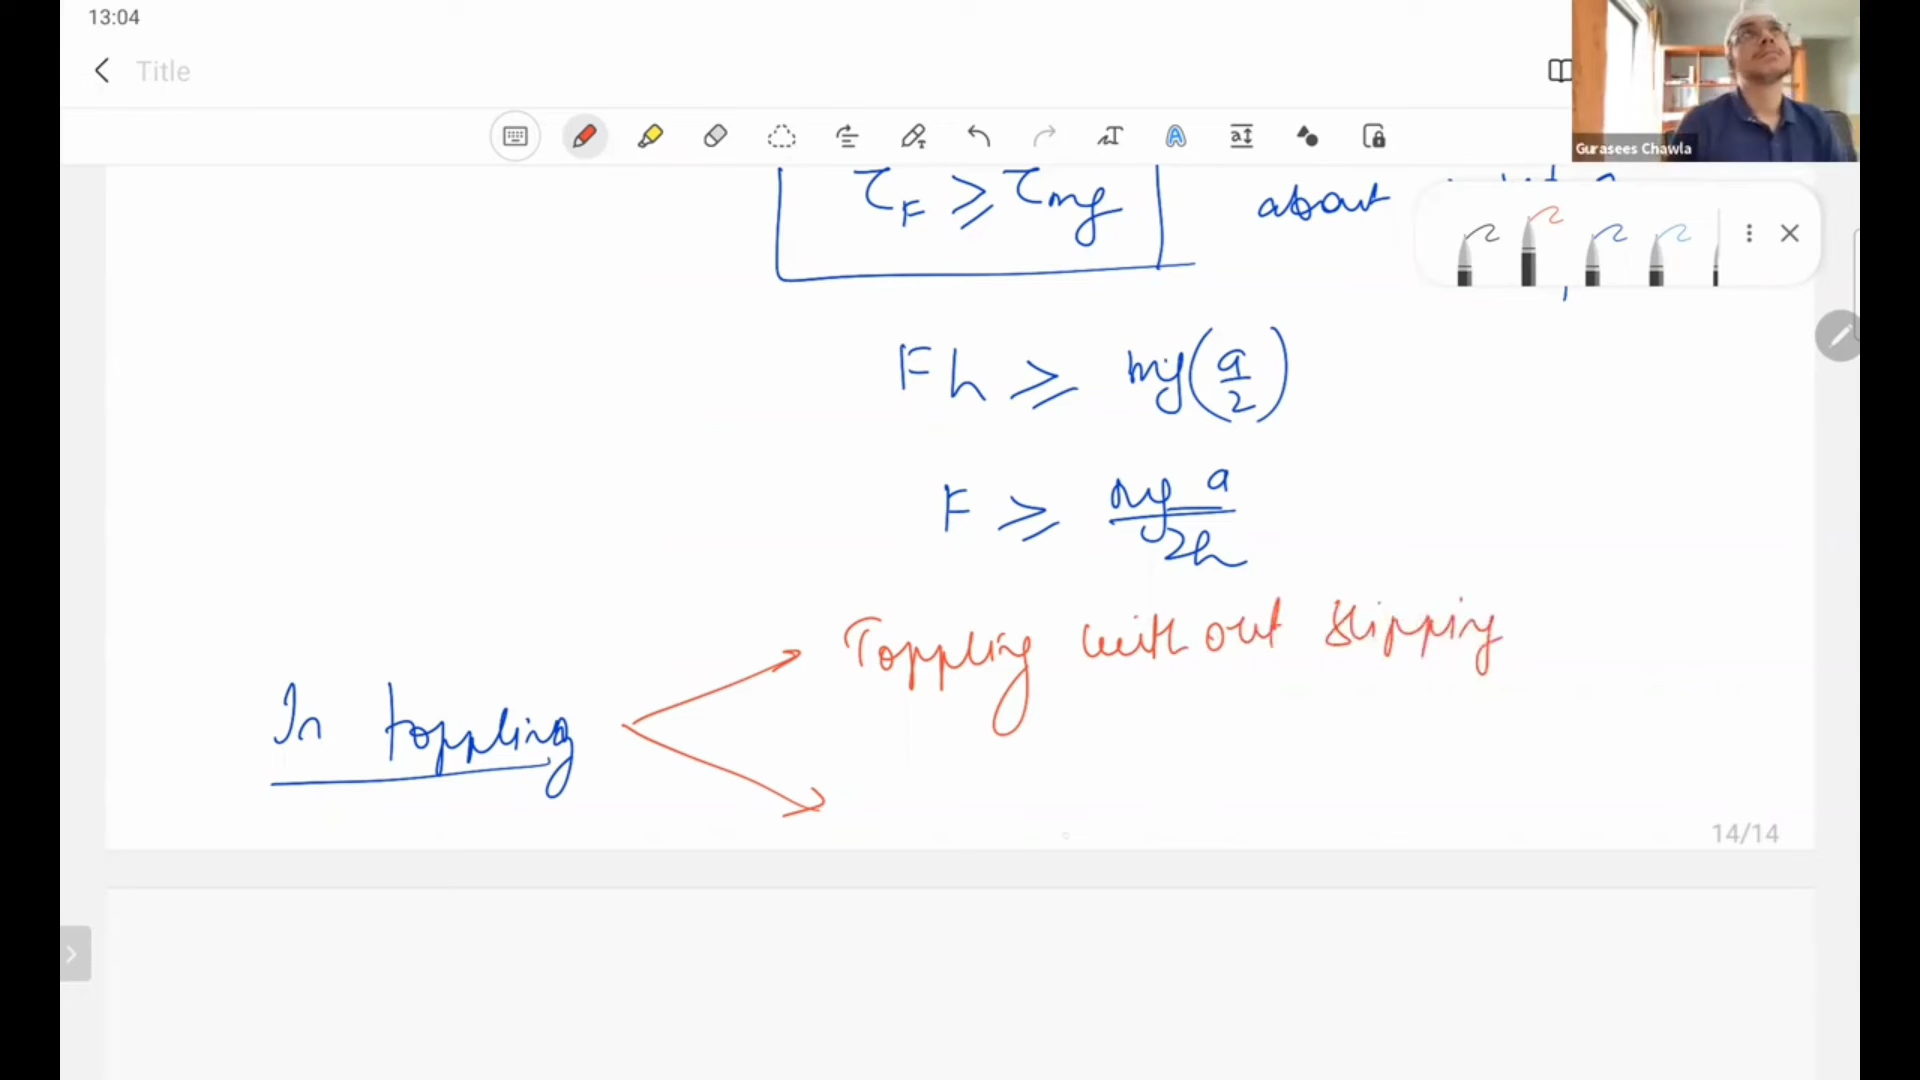 13:04
Title
Gurasees Chawla
τF ⩾ τmg about
Fh ⩾ mg(a/2)
F ⩾ mg a/2h
Toppling without slipping
In toppling
14/14